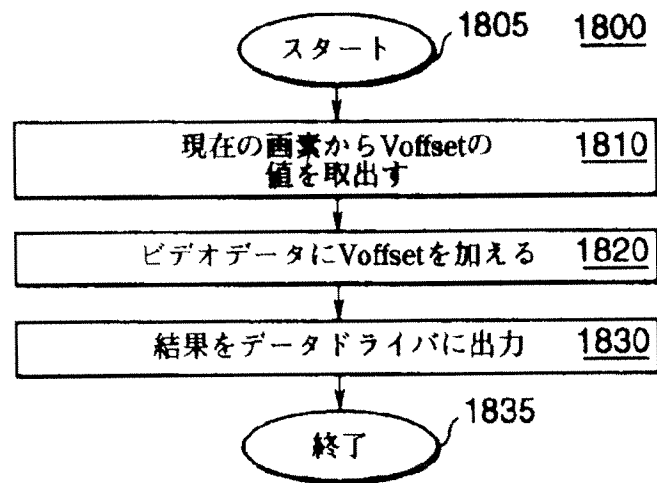 スタート
1805
1800
現在の画素からVoffsetの
値を取出す
1810
ビデオデータにVoffsetを加える
1820
結果をデータドライバに出力
1830
終了
1835